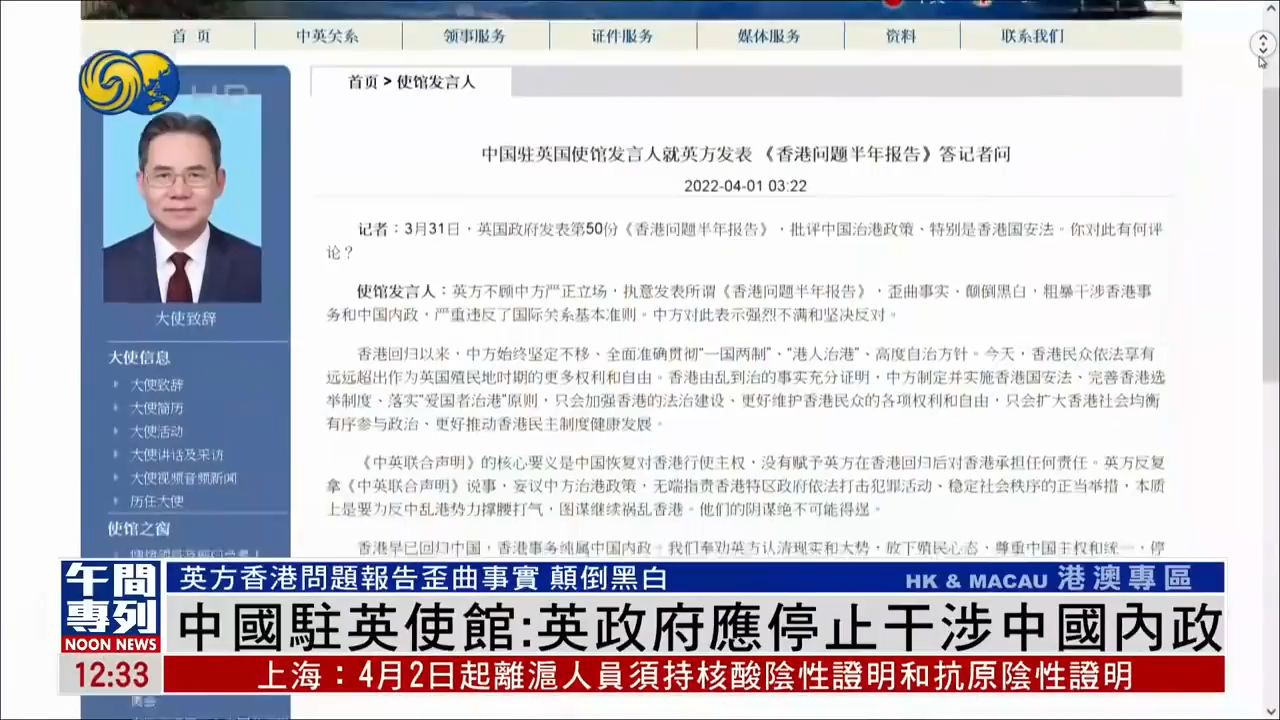 首 页 中英关系 领事服务 证件服务 媒体服务 资料 联系我们
首页 > 使馆发言人
中国驻英国使馆发言人就英方发表 《香港问题半年报告》答记者问
2022-04-01 03:22
记者：3月31日，英国政府发表第50份《香港问题半年报告》，批评中国治港政策、特别是香港国安法。你对此有何评
论？
使馆发言人：英方不顾中方严正立场，执意发表所谓《香港问题半年报告》，歪曲事实、颠倒黑白，粗暴干涉香港事
务和中国内政，严重违反了国际关系基本准则。中方对此表示强烈不满和坚决反对。
香港回归以来，中方始终坚定不移、全面准确贯彻“一国两制”、“港人治港”、高度自治方针。今天，香港民众依法享有
远远超出作为英国殖民地时期的更多权利和自由。香港由乱到治的事实充分证明，中方制定并实施香港国安法、完善香港选
举制度、落实“爱国者治港”原则，只会加强香港的法治建设、更好维护香港民众的各项权利和自由，只会扩大香港社会均衡
有序参与政治、更好推动香港民主制度健康发展。
《中英联合声明》的核心要义是中国恢复对香港行使主权，没有赋予英方在香港回归后对香港承担任何责任。英方反复
拿《中英联合声明》说事，妄议中方治港政策，无端指责香港特区政府依法打击犯罪活动、稳定社会秩序的正当举措，本质
上是要为反中乱港势力撑腰打气，图谋继续祸乱香港。他们的阴谋绝不可能得逞。
香港早已回归中国，香港事务纯属中国内政。我们奉劝英方认清现实和大势，放下殖民心态，尊重中国主权和统一，停
大使致辞
大使信息
大使致辞
大使简历
大使活动
大使讲话及采访
大使视频音频新闻
历任大使
使馆之窗
午間
專列
NOON NEWS
英方香港問題報告歪曲事實 顛倒黑白
HK & MACAU 港澳專區
中國駐英使館:英政府應停止干涉中國內政
12:33
上海：4月2日起離滬人員須持核酸陰性證明和抗原陰性證明